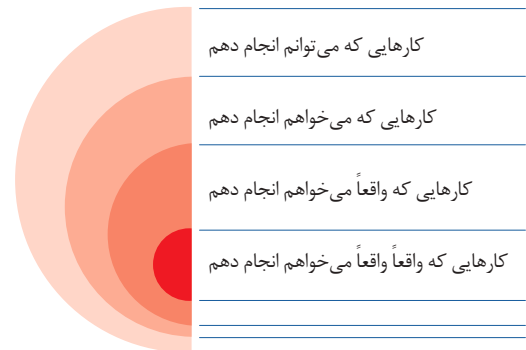 کارهایی که می‌توانم انجام دهم
کارهایی که می‌خواهم انجام دهم
کارهایی که واقعاً می‌خواهم انجام دهم
کارهایی که واقعاً واقعاً می‌خواهم انجام دهم